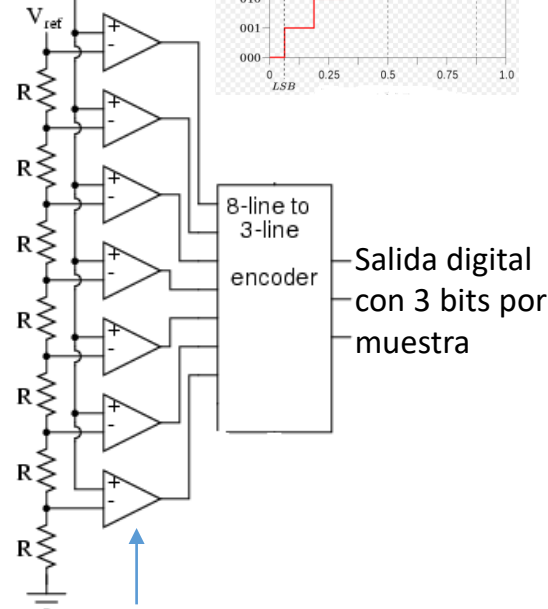 010
001
000
0 0.25 0.5 0.75 1.0
LSB
Vref
+
-
R
+
-
R
+
-
R
+
-
R
+
-
R
+
-
R
+
-
R
8-line to
3-line
encoder
Salida digital
con 3 bits por
muestra